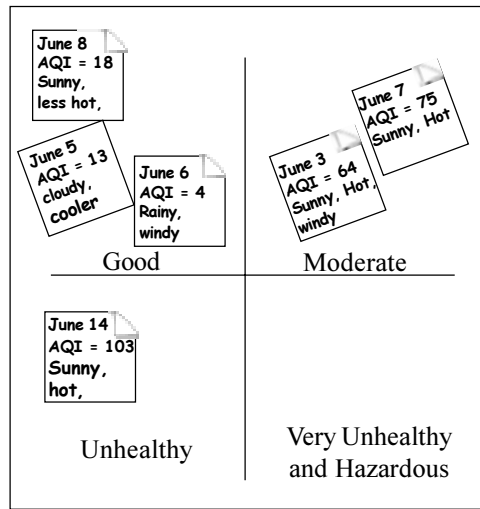 June 8
AQI = 18
Sunny,
less hot,
June 5
AQI = 13
cloudy,
cooler
June 6
AQI = 4
Rainy,
windy
Good
June 7
AQI = 75
Sunny, Hot
June 3
AQI = 64
Sunny, Hot,
windy
Moderate
June 14
AQI = 103
Sunny,
hot,
Unhealthy
Very Unhealthy
and Hazardous